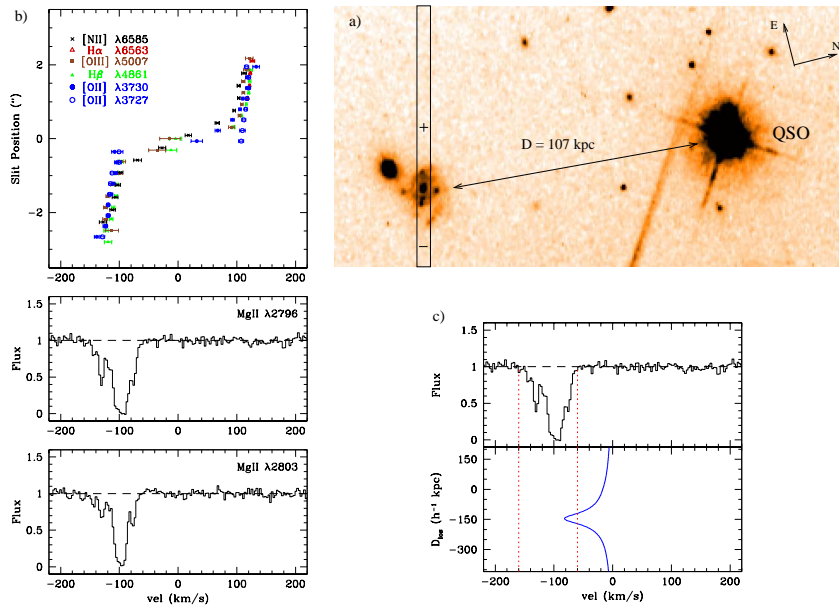 b)
[NII] λ6585
Hα λ6563
[OIII] λ5007
Hβ λ4861
[OII] λ3730
[OII] λ3727
Slit Position (")
2
0
−2
−200 −100 0 100 200
MgII λ2796
Flux
1.5
1
0.5
0
−200 −100 0 100 200
MgII λ2803
Flux
1.5
1
0.5
0
−200 −100 0 100 200
vel (km/s)
a)
E
N
+
D = 107 kpc
QSO
−
c)
Flux
1.5
1
0.5
0
D_los (h⁻¹ kpc)
150
0
−150
−300
−200 −100 0 100 200
vel (km/s)